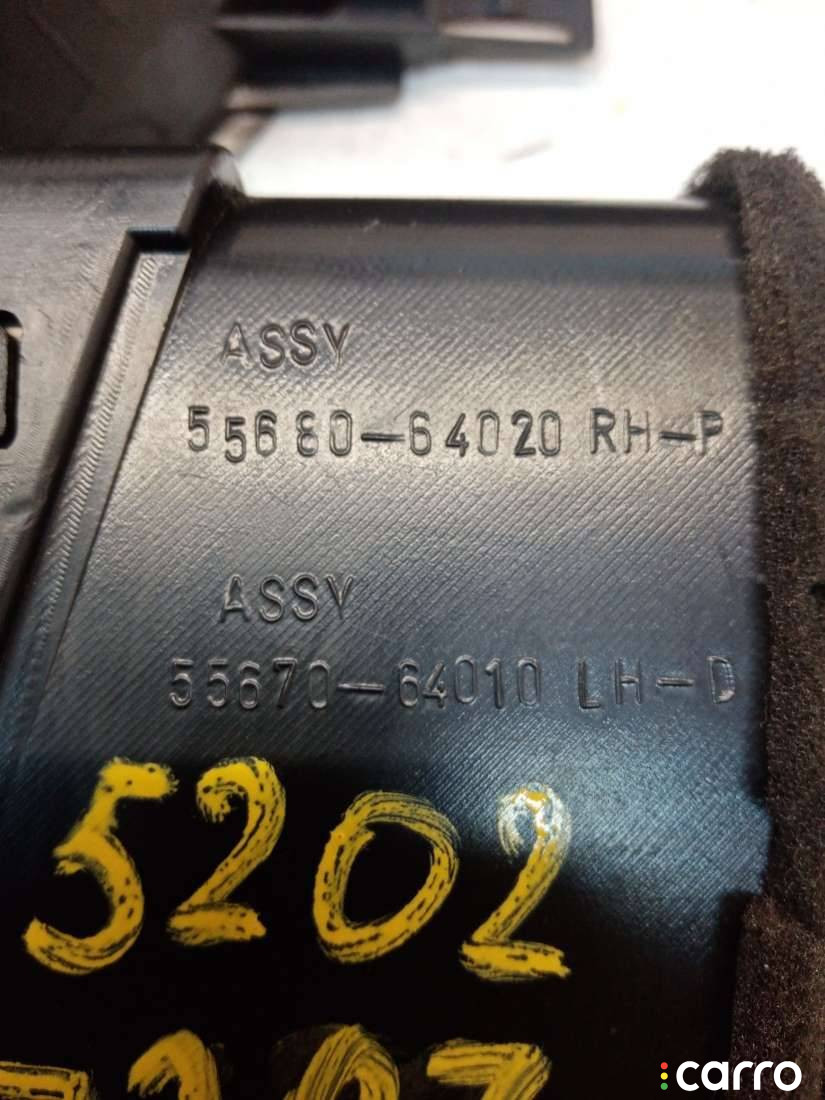 ASSY
55680-64020 RH-P
ASSY
55670-64010 LH-D
5202
carro